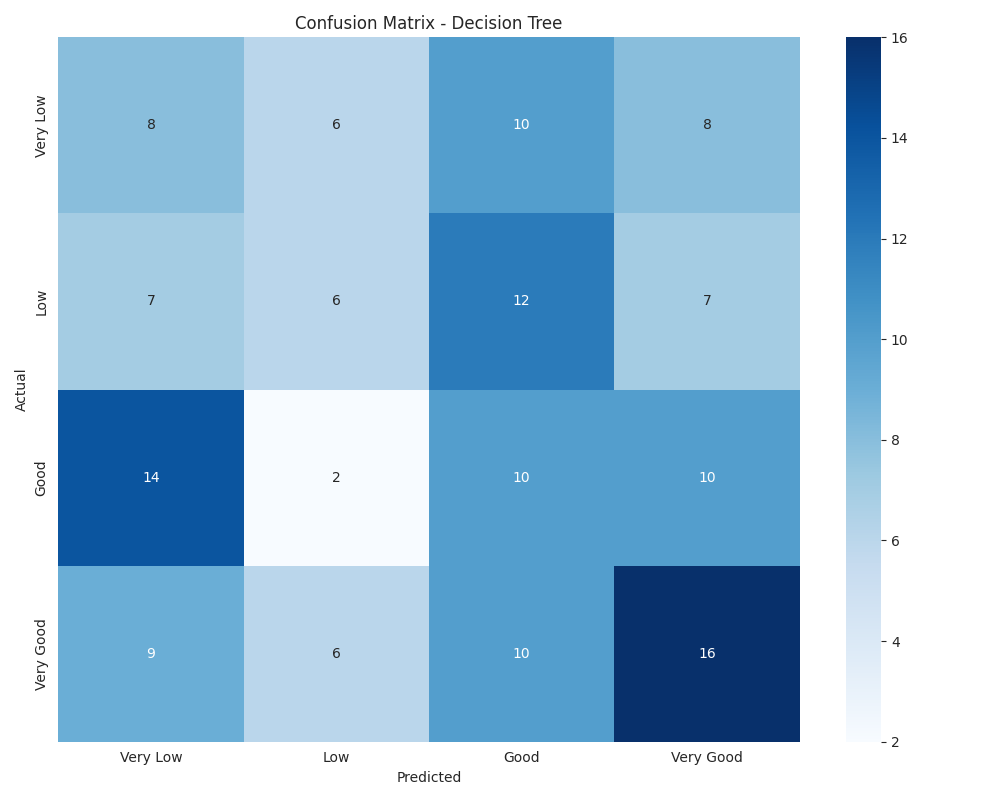 Confusion Matrix - Decision Tree
Actual
Very Low
8 6 10 8
Low
7 6 12 7
Good
14 2 10 10
Very Good
9 6 10 16
Very Low Low Good Very Good
Predicted
16
14
12
10
8
6
4
2